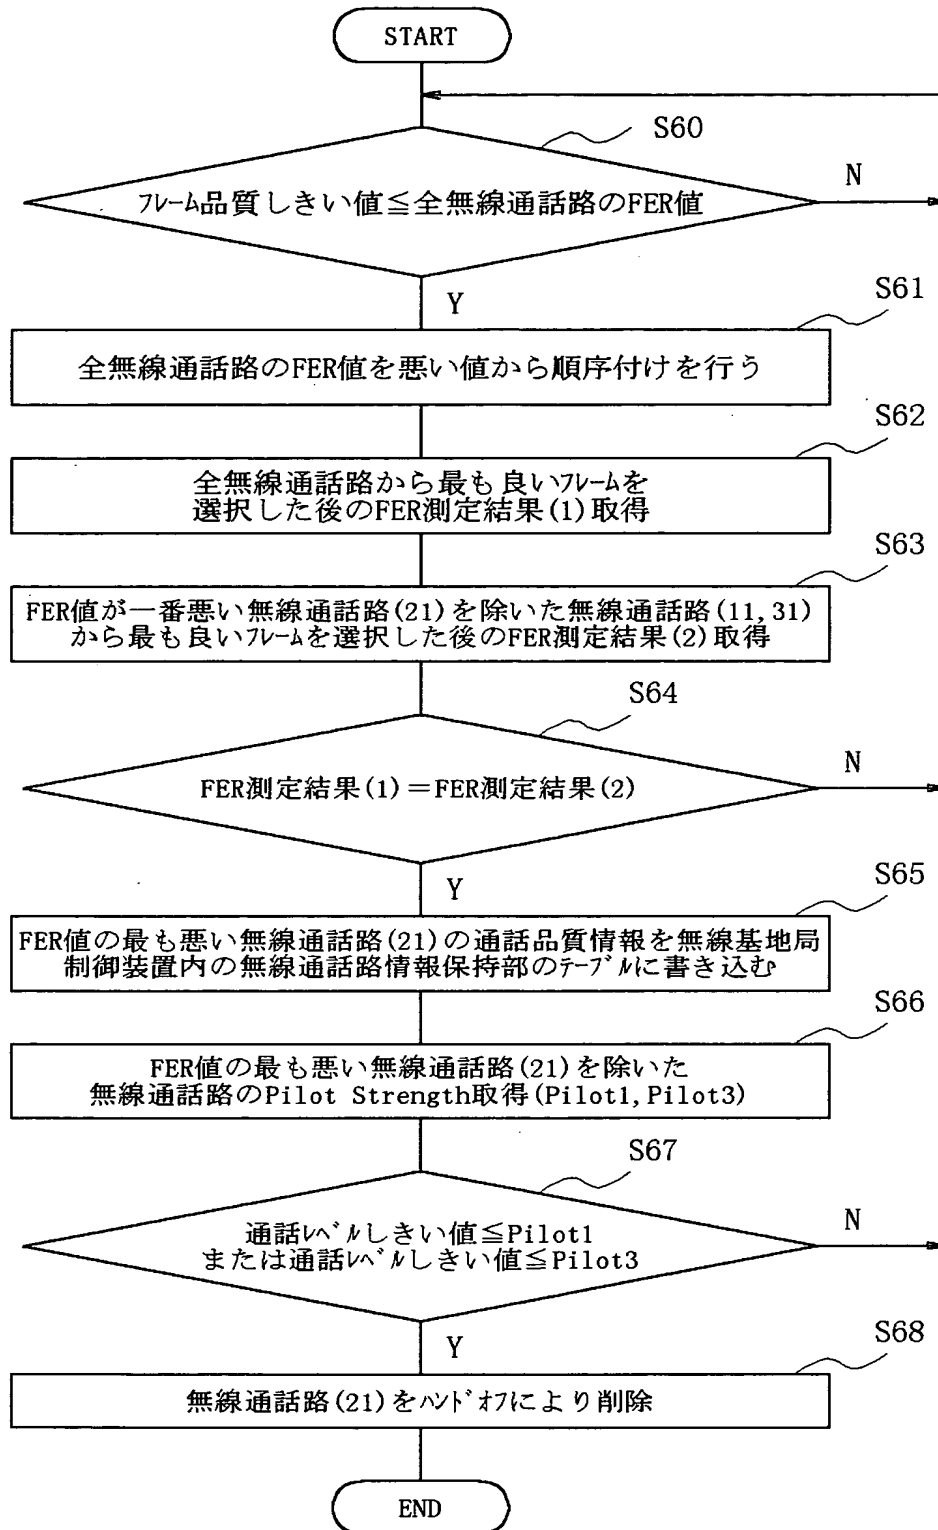 START
S60
フレーム品質しきい値≦全無線通話路のFER値
N
Y
S61
全無線通話路のFER値を悪い値から順序付けを行う
S62
全無線通話路から最も良いフレームを
選択した後のFER測定結果(1)取得
S63
FER値が一番悪い無線通話路(21)を除いた無線通話路(11,31)
から最も良いフレームを選択した後のFER測定結果(2)取得
S64
FER測定結果(1)=FER測定結果(2)
N
Y
S65
FER値の最も悪い無線通話路(21)の通話品質情報を無線基地局
制御装置内の無線通話路情報保持部のテーブルに書き込む
S66
FER値の最も悪い無線通話路(21)を除いた
無線通話路のPilot Strength取得(Pilot1,Pilot3)
S67
通話レベルしきい値≦Pilot1
または通話レベルしきい値≦Pilot3
N
Y
S68
無線通話路(21)をハンドオフにより削除
END